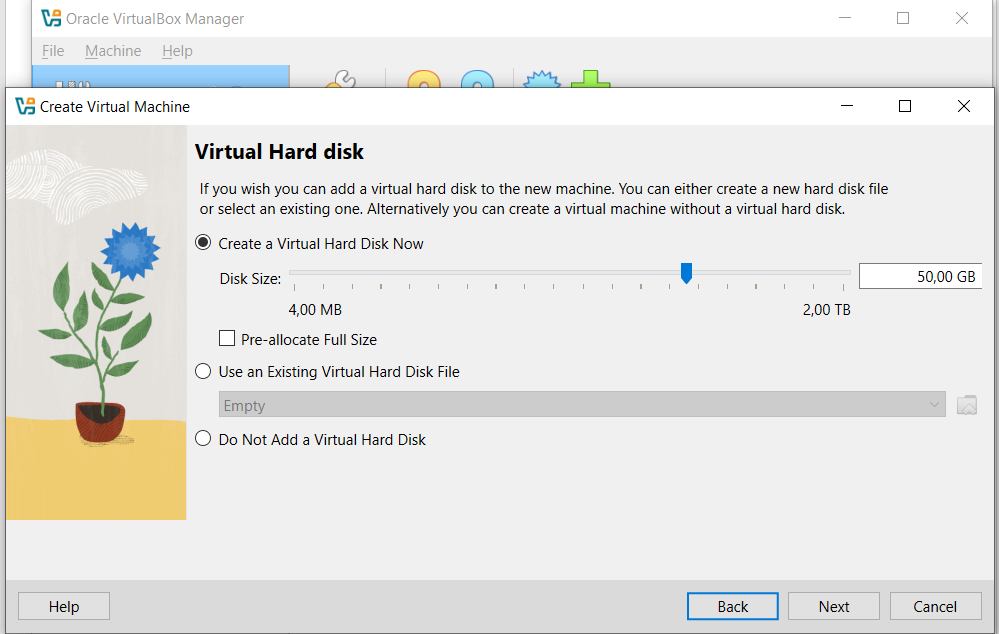 Oracle VirtualBox Manager
File Machine Help
Create Virtual Machine
Virtual Hard disk
If you wish you can add a virtual hard disk to the new machine. You can either create a new hard disk file
or select an existing one. Alternatively you can create a virtual machine without a virtual hard disk.
Create a Virtual Hard Disk Now
Disk Size: 50,00 GB
4,00 MB 2,00 TB
Pre-allocate Full Size
Use an Existing Virtual Hard Disk File
Empty
Do Not Add a Virtual Hard Disk
Help Back Next Cancel